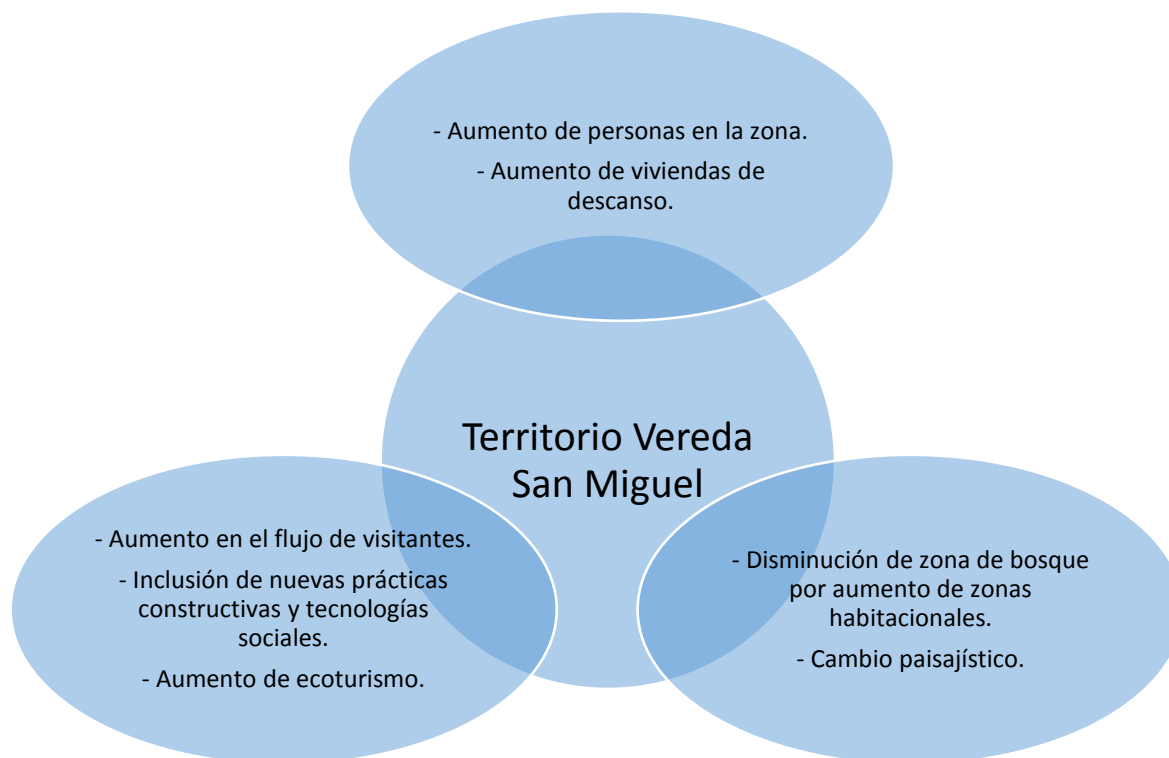 - Aumento de personas en la zona.
- Aumento de viviendas de
descanso.
Territorio Vereda
San Miguel
- Aumento en el flujo de visitantes.
- Inclusión de nuevas prácticas
constructivas y tecnologías
sociales.
- Aumento de ecoturismo.
- Disminución de zona de bosque
por aumento de zonas
habitacionales.
- Cambio paisajístico.